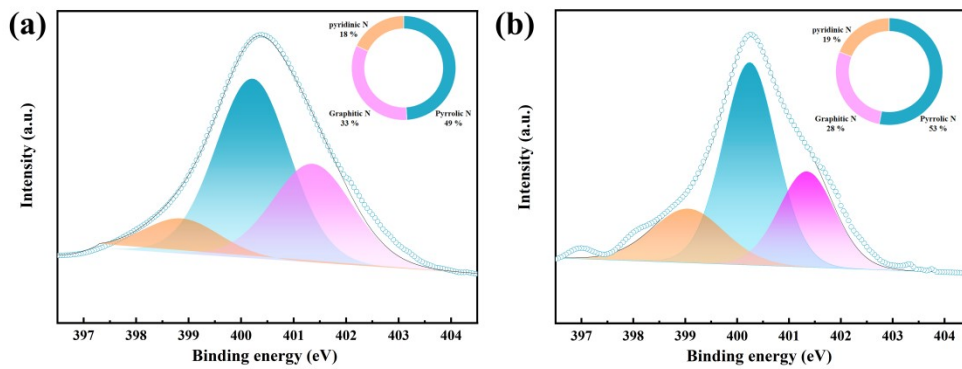 (a)
pyridinic N
18 %
Graphitic N
33 %
Pyrrolic N
49 %
Intensity (a.u.)
397 398 399 400 401 402 403 404
Binding energy (eV)
(b)
pyridinic N
19 %
Graphitic N
28 %
Pyrrolic N
53 %
Intensity (a.u.)
397 398 399 400 401 402 403 404
Binding energy (eV)